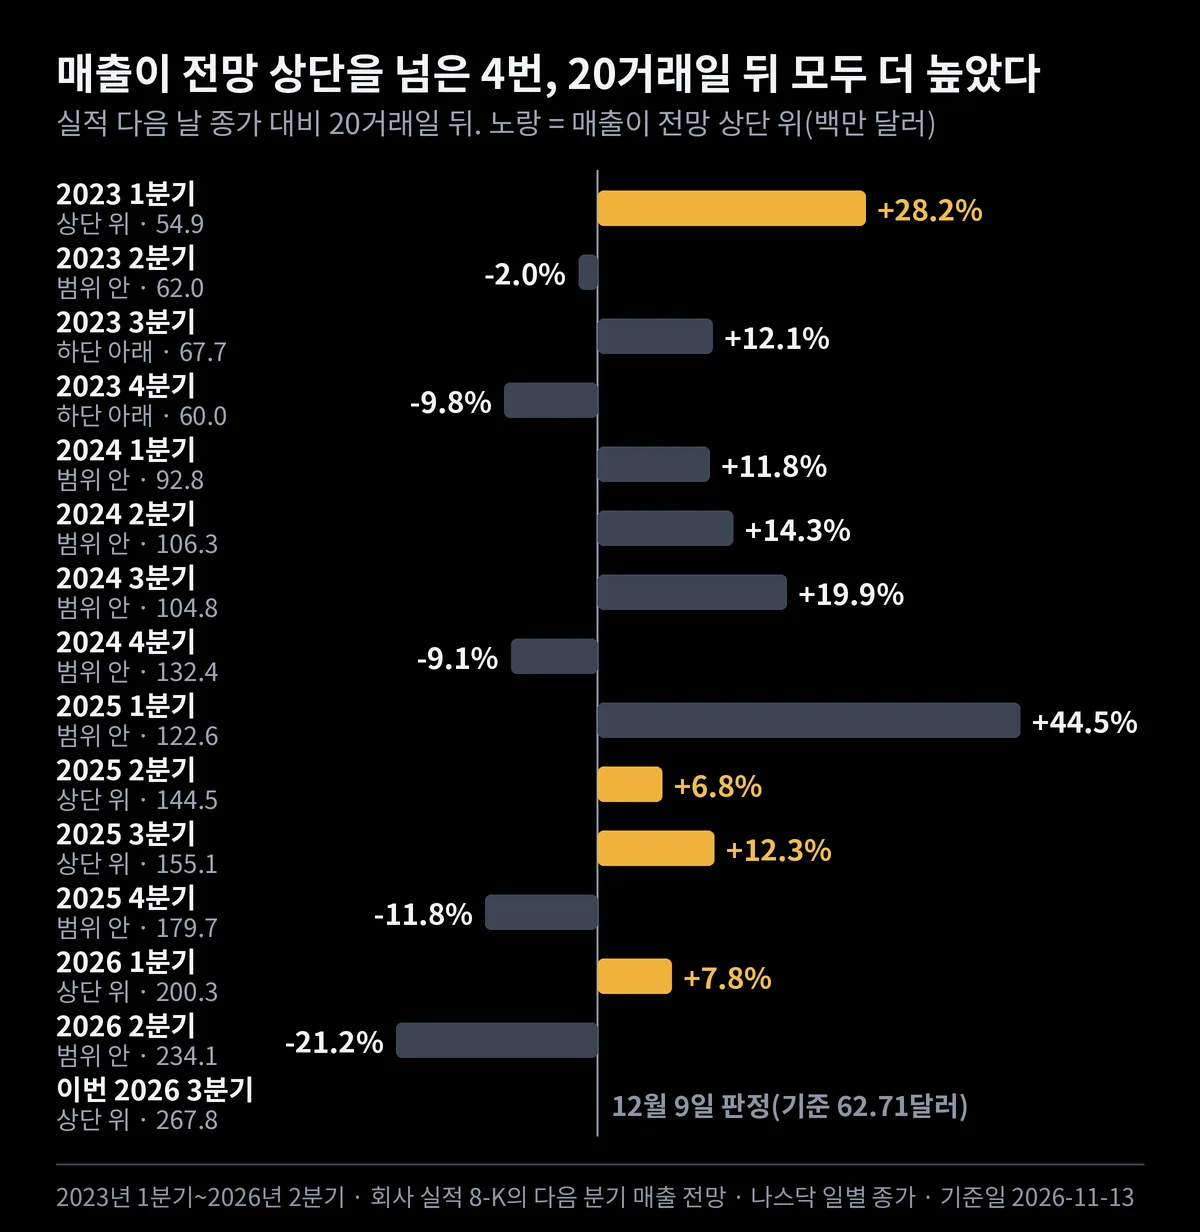 매출이 전망 상단을 넘은 4번, 20거래일 뒤 모두 더 높았다
실적 다음 날 종가 대비 20거래일 뒤. 노랑 = 매출이 전망 상단 위(백만 달러)
2023 1분기
상단 위 · 54.9
+28.2%
2023 2분기
범위 안 · 62.0
-2.0%
2023 3분기
하단 아래 · 67.7
+12.1%
2023 4분기
하단 아래 · 60.0
-9.8%
2024 1분기
범위 안 · 92.8
+11.8%
2024 2분기
범위 안 · 106.3
+14.3%
2024 3분기
범위 안 · 104.8
+19.9%
2024 4분기
범위 안 · 132.4
-9.1%
2025 1분기
범위 안 · 122.6
+44.5%
2025 2분기
상단 위 · 144.5
+6.8%
2025 3분기
상단 위 · 155.1
+12.3%
2025 4분기
범위 안 · 179.7
-11.8%
2026 1분기
상단 위 · 200.3
+7.8%
2026 2분기
범위 안 · 234.1
-21.2%
이번 2026 3분기
상단 위 · 267.8
12월 9일 판정(기준 62.71달러)
2023년 1분기~2026년 2분기 · 회사 실적 8-K의 다음 분기 매출 전망 · 나스닥 일별 종가 · 기준일 2026-11-13